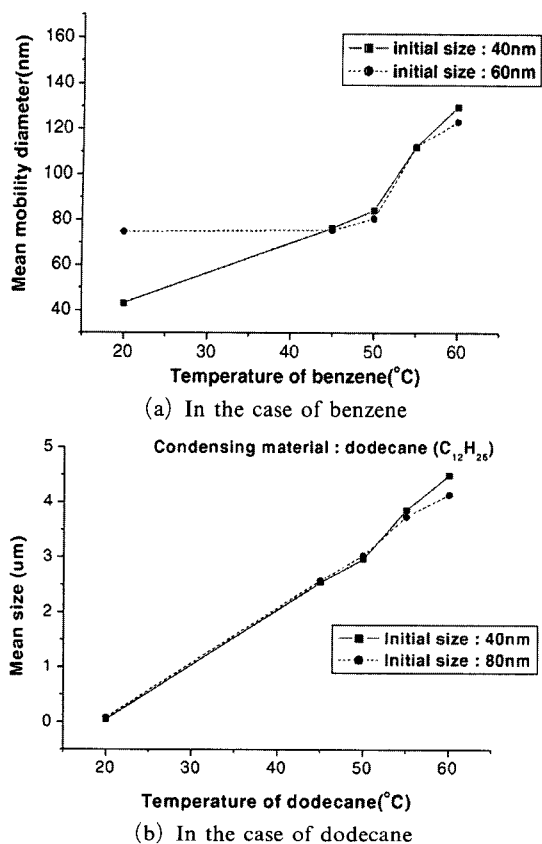 160
140
120
100
80
60
40
Mean mobility diameter(nm)
initial size : 40nm
initial size : 60nm
20 30 40 50 60
Temperature of benzene(°C)
(a) In the case of benzene
Condensing material : dodecane (C12H26)
5
4
3
2
1
0
Mean size (um)
Initial size : 40nm
Initial size : 80nm
20 30 40 50 60
Temperature of dodecane(°C)
(b) In the case of dodecane